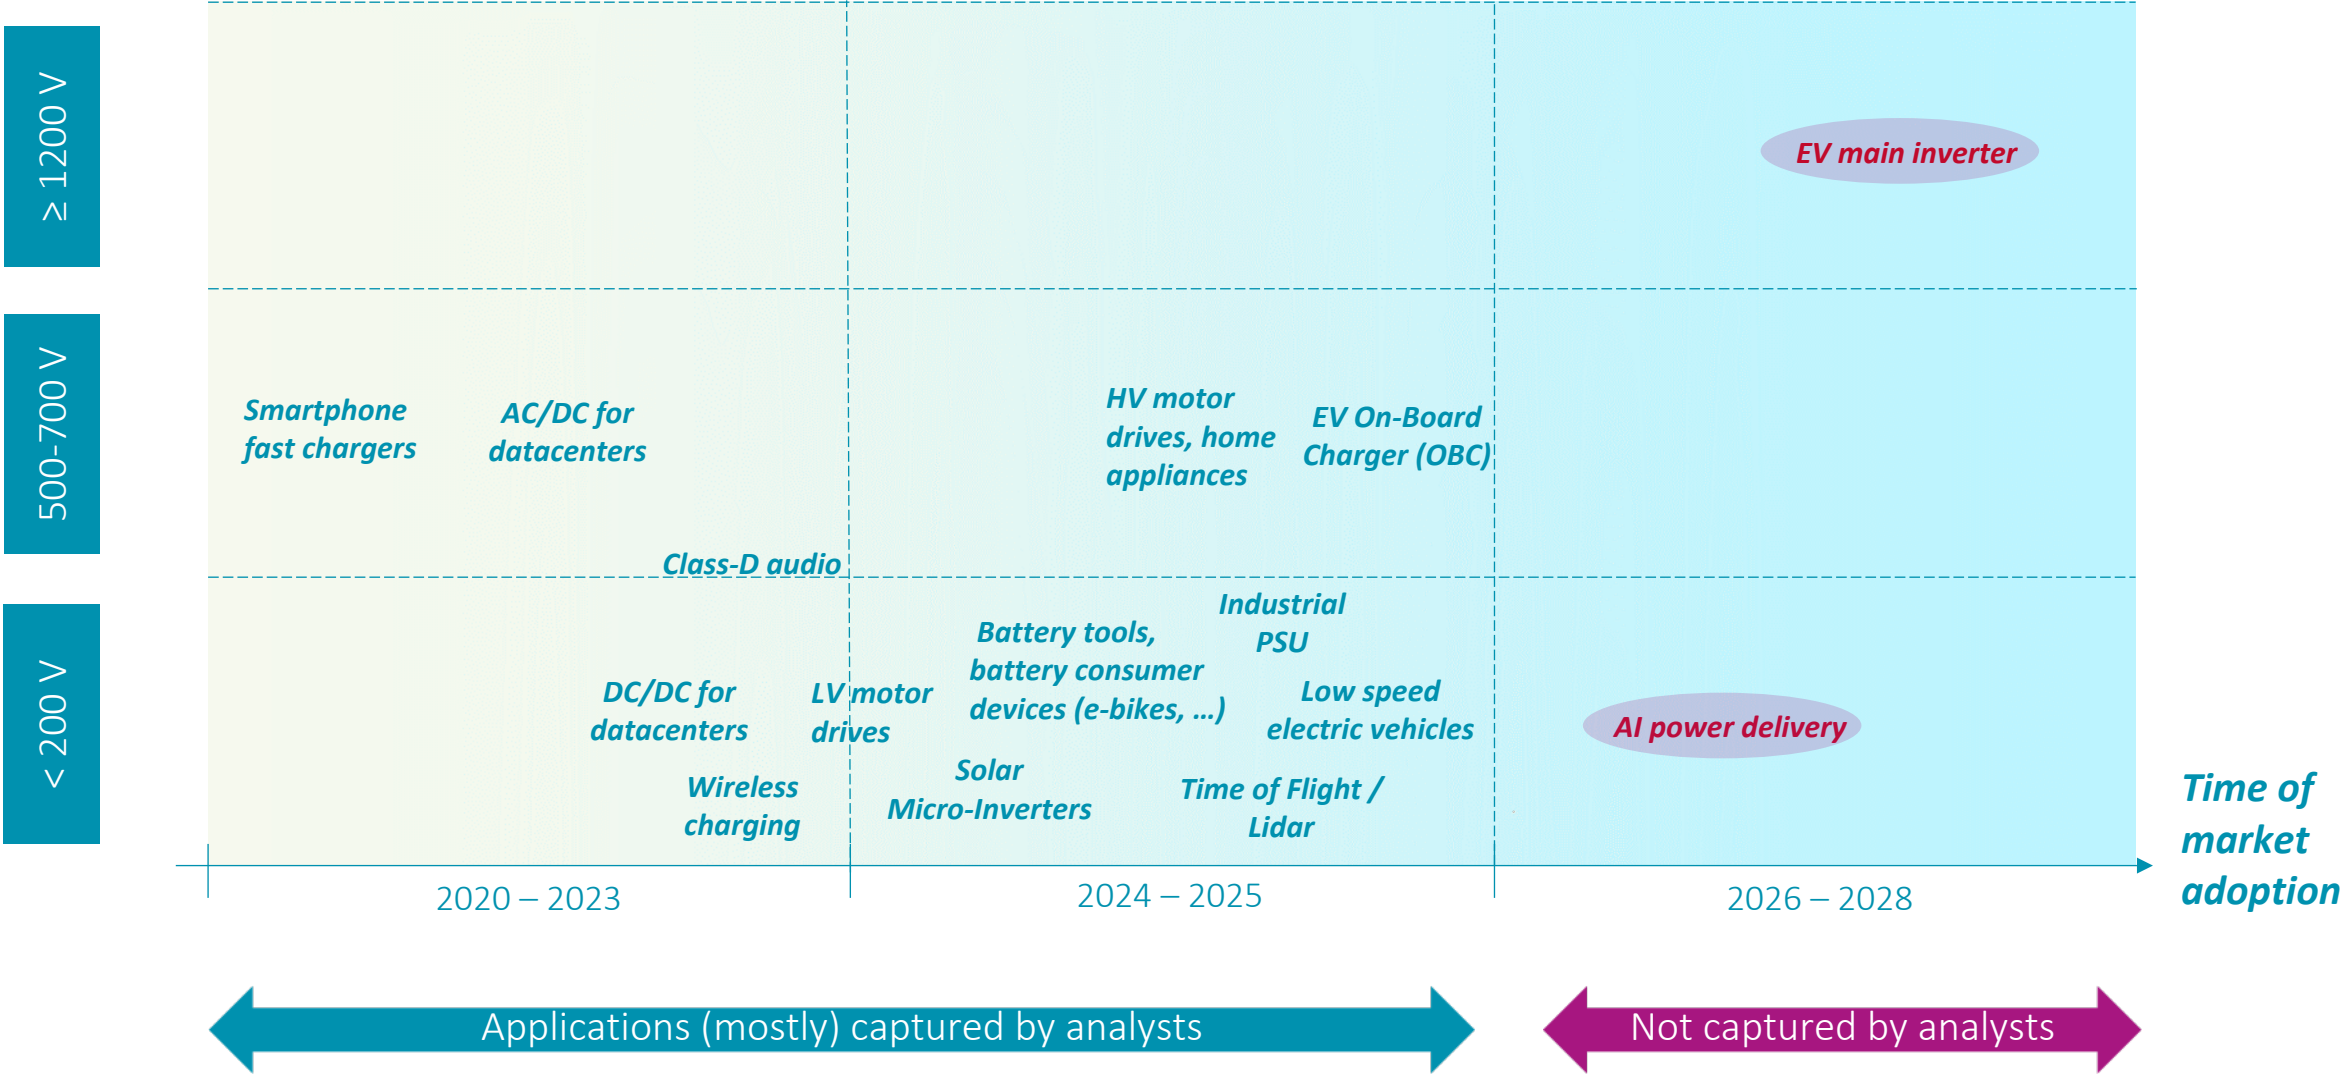 ≥ 1200 V
EV main inverter
500-700 V
Smartphone
fast chargers
AC/DC for
datacenters
HV motor
drives, home
appliances
EV On-Board
Charger (OBC)
Class-D audio
< 200 V
Industrial
PSU
Battery tools,
battery consumer
devices (e-bikes, ...)
DC/DC for
datacenters
LV motor
drives
Low speed
electric vehicles
AI power delivery
Wireless
charging
Solar
Micro-Inverters
Time of Flight /
Lidar
Time of
market
adoption
2020 – 2023
2024 – 2025
2026 – 2028
Applications (mostly) captured by analysts
Not captured by analysts